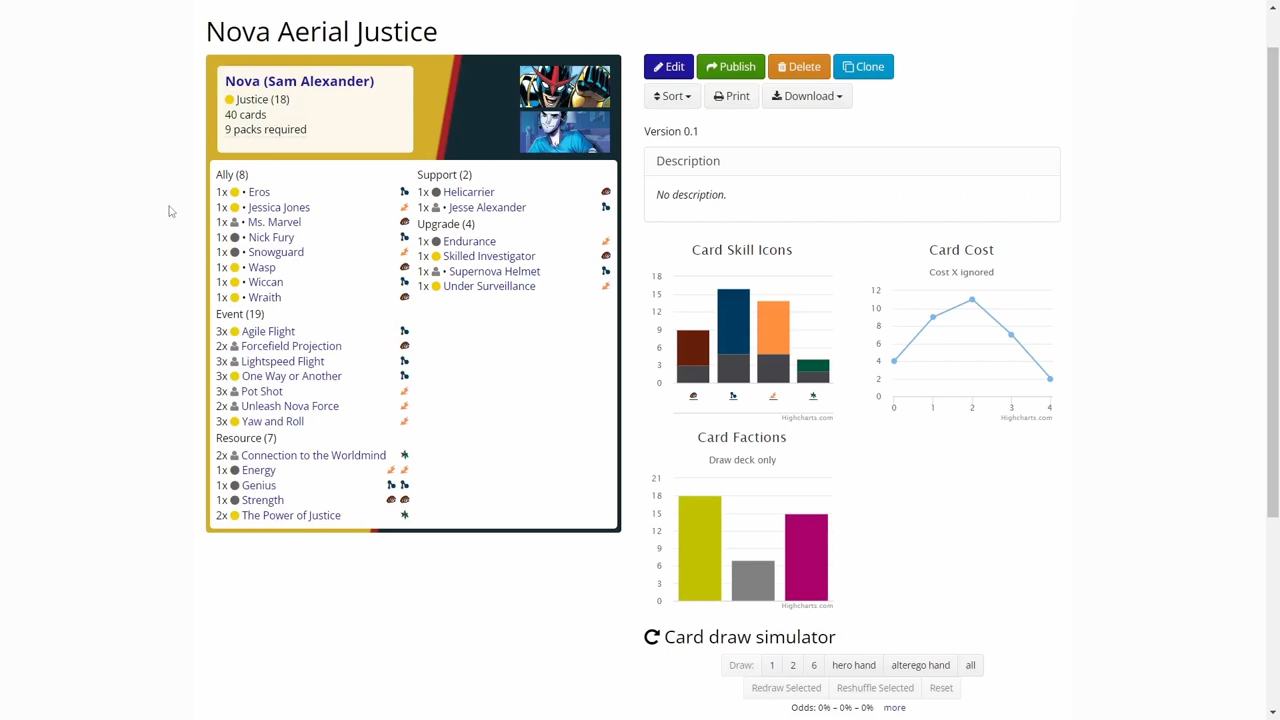 Nova Aerial Justice
Nova (Sam Alexander)
Justice (18)
40 cards
9 packs required
Ally (8)
1x • Eros
1x • Jessica Jones
1x • Ms. Marvel
1x • Nick Fury
1x • Snowguard
1x • Wasp
1x • Wiccan
1x • Wraith
Event (19)
3x Agile Flight
2x Forcefield Projection
3x Lightspeed Flight
3x One Way or Another
3x Pot Shot
2x Unleash Nova Force
3x Yaw and Roll
Resource (7)
2x Connection to the Worldmind
1x Energy
1x Genius
1x Strength
2x The Power of Justice
Support (2)
1x Helicarrier
1x • Jesse Alexander
Upgrade (4)
1x Endurance
1x Skilled Investigator
1x • Supernova Helmet
1x Under Surveillance
Edit Publish Delete Clone
Sort Print Download
Version 0.1
Description
No description.
Card Skill Icons
18
15
12
9
6
3
0
Highcharts.com
Card Cost
Cost X ignored
12
10
8
6
4
2
0
0 1 2 3 4
Highcharts.com
Card Factions
Draw deck only
21
18
15
12
9
6
3
0
Highcharts.com
Card draw simulator
Draw: 1 2 6 hero hand alterego hand all
Redraw Selected Reshuffle Selected Reset
Odds: 0% – 0% – 0% more